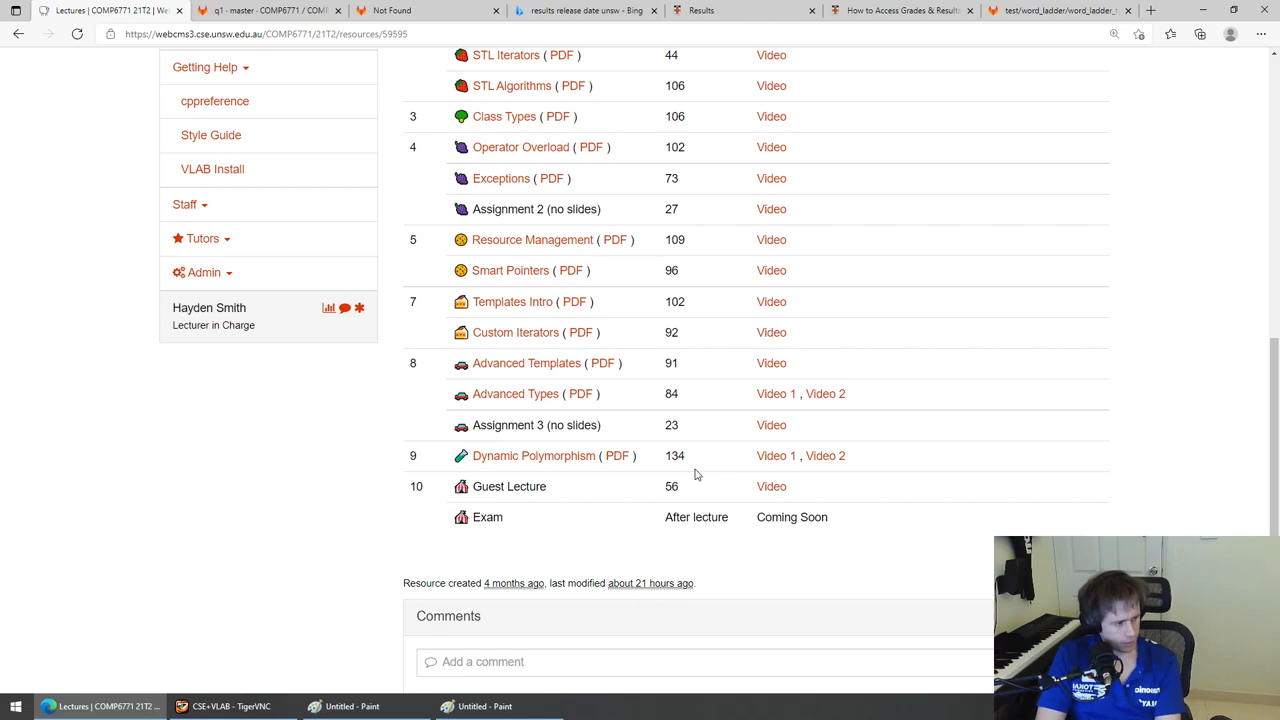 Lectures | COMP6771 21T2 | We
q1 · master · COMP6771 / COMP
Not Found
results release date unsw - Bing
Results
How to Access Grades & Results
test/word_ladder/word_ladder_t
https://webcms3.cse.unsw.edu.au/COMP6771/21T2/resources/59595
Getting Help
cppreference
Style Guide
VLAB Install
Staff
Tutors
Admin
Hayden Smith
Lecturer in Charge
STL Iterators ( PDF ) 44 Video
STL Algorithms ( PDF ) 106 Video
3 Class Types ( PDF ) 106 Video
4 Operator Overload ( PDF ) 102 Video
Exceptions ( PDF ) 73 Video
Assignment 2 (no slides) 27 Video
5 Resource Management ( PDF ) 109 Video
Smart Pointers ( PDF ) 96 Video
7 Templates Intro ( PDF ) 102 Video
Custom Iterators ( PDF ) 92 Video
8 Advanced Templates ( PDF ) 91 Video
Advanced Types ( PDF ) 84 Video 1 , Video 2
Assignment 3 (no slides) 23 Video
9 Dynamic Polymorphism ( PDF ) 134 Video 1 , Video 2
10 Guest Lecture 56 Video
Exam After lecture Coming Soon
Resource created 4 months ago, last modified about 21 hours ago.
Comments
Add a comment
Lectures | COMP6771 21T2 ...
CSE+VLAB - TigerVNC
Untitled - Paint
Untitled - Paint